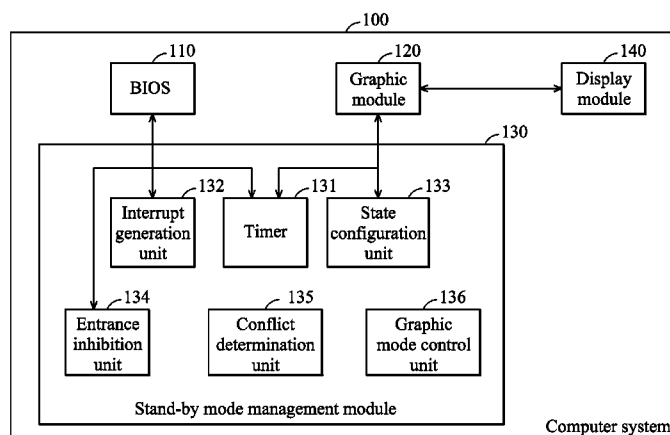 100
110
120
140
BIOS
Graphic
module
Display
module
130
132
131
133
Interrupt
generation
unit
Timer
State
configuration
unit
134
135
136
Entrance
inhibition
unit
Conflict
determination
unit
Graphic
mode control
unit
Stand-by mode management module
Computer system